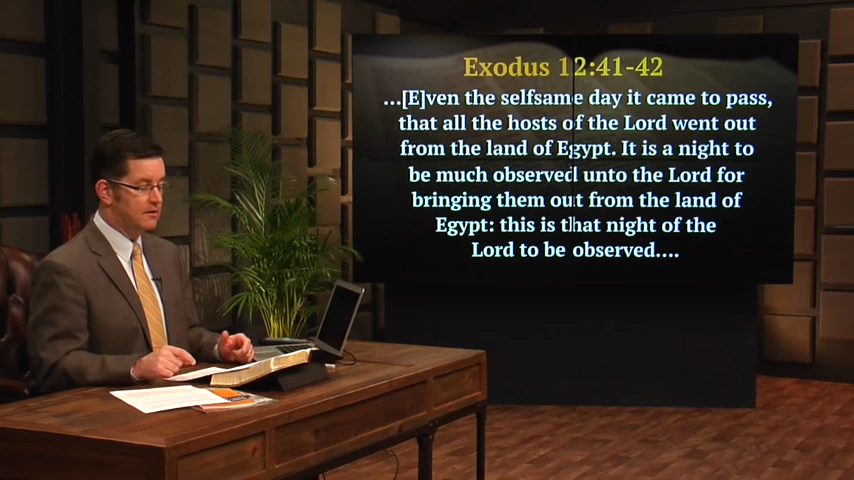 Exodus 12:41-42
...[E]ven the selfsame day it came to pass,
that all the hosts of the Lord went out
from the land of Egypt. It is a night to
be much observed unto the Lord for
bringing them out from the land of
Egypt: this is that night of the
Lord to be observed....